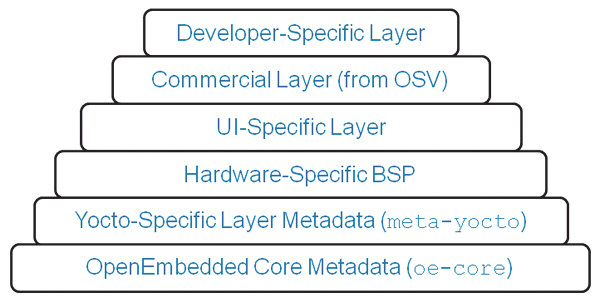 Developer-Specific Layer
Commercial Layer (from OSV)
UI-Specific Layer
Hardware-Specific BSP
Yocto-Specific Layer Metadata (meta-yocto)
OpenEmbedded Core Metadata (oe-core)